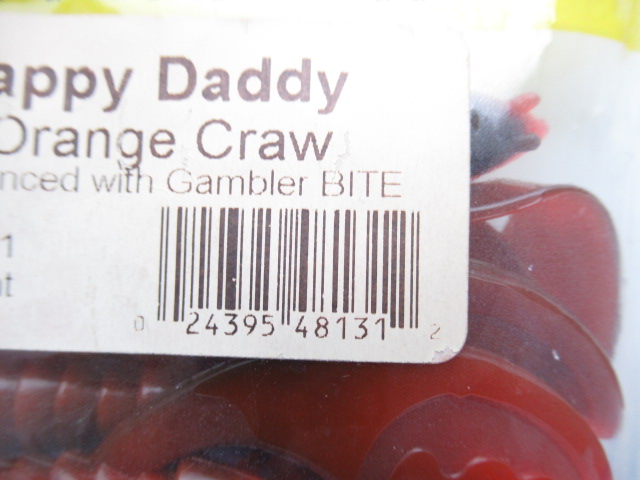 appy Daddy
Orange Craw
nced with Gambler BITE
1
nt
0 24395 48131 2